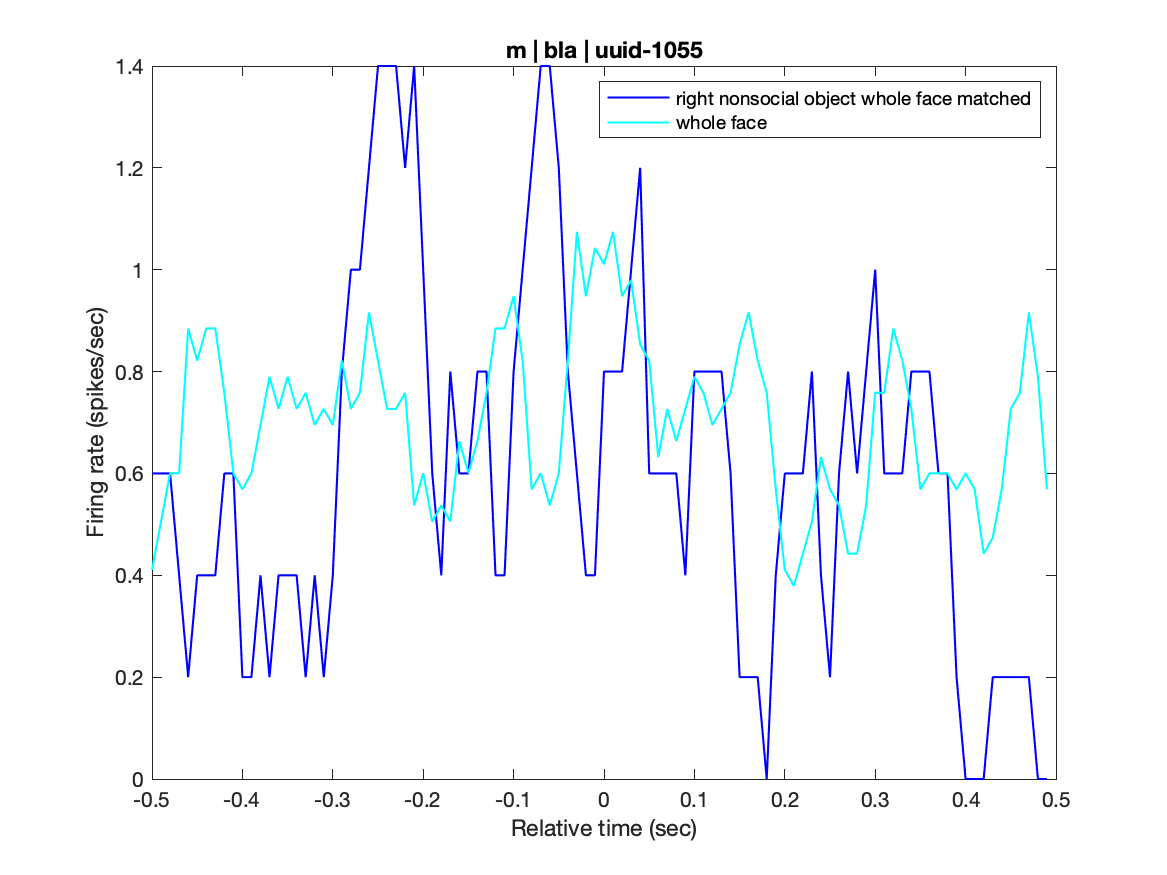 m | bla | uuid-1055
right nonsocial object whole face matched
whole face
1.4
1.2
1
0.8
0.6
0.4
0.2
0
Firing rate (spikes/sec)
-0.5 -0.4 -0.3 -0.2 -0.1 0 0.1 0.2 0.3 0.4 0.5
Relative time (sec)